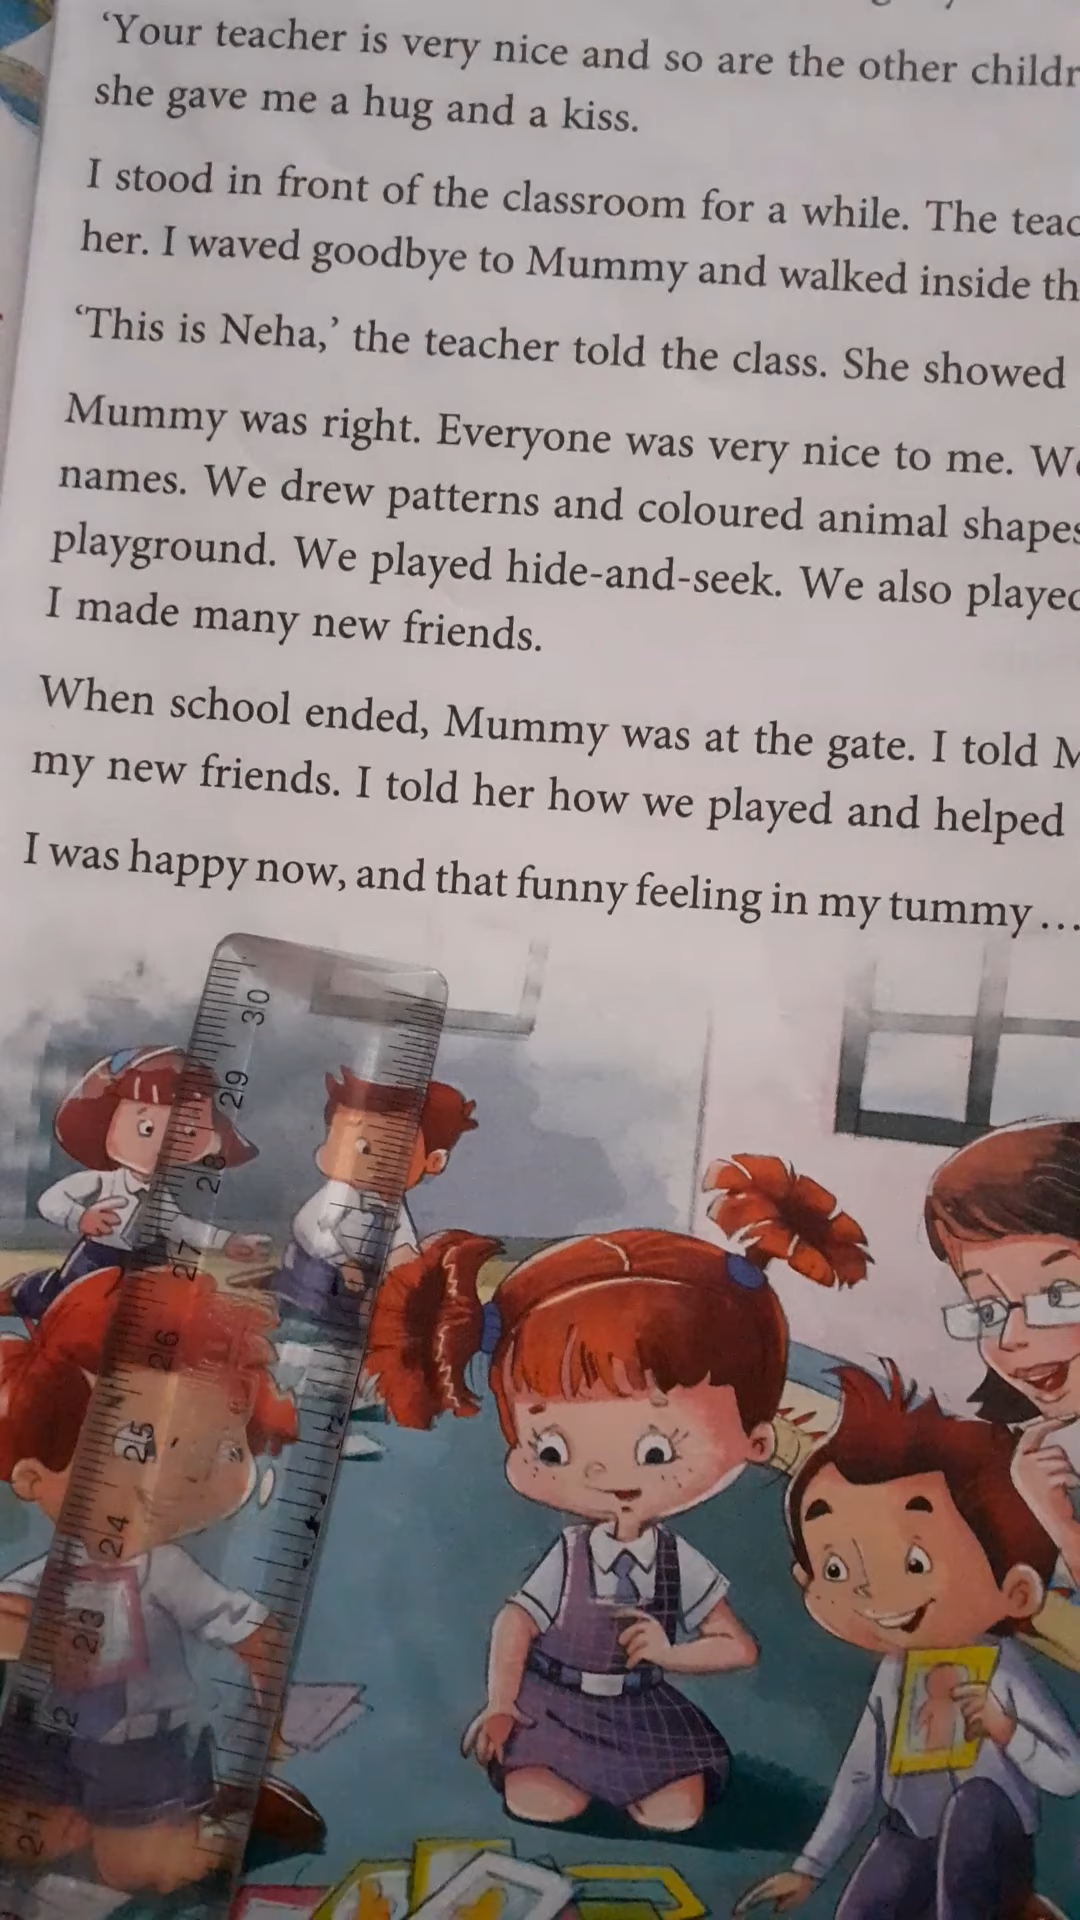 ‘Your teacher is very nice and so are the other
she gave me a hug and a kiss.
I stood in front of the classroom for a while. The
her. I waved goodbye to Mummy and walked inside
‘This is Neha,’ the teacher told the class. She showed
Mummy was right. Everyone was very nice to me.
names. We drew patterns and coloured animal
playground. We played hide-and-seek. We also
I made many new friends.
When school ended, Mummy was at the gate. I told
my new friends. I told her how we played and helped
I was happy now, and that funny feeling in my tummy ...
30
29
28
27
26
25
24
23
22
21